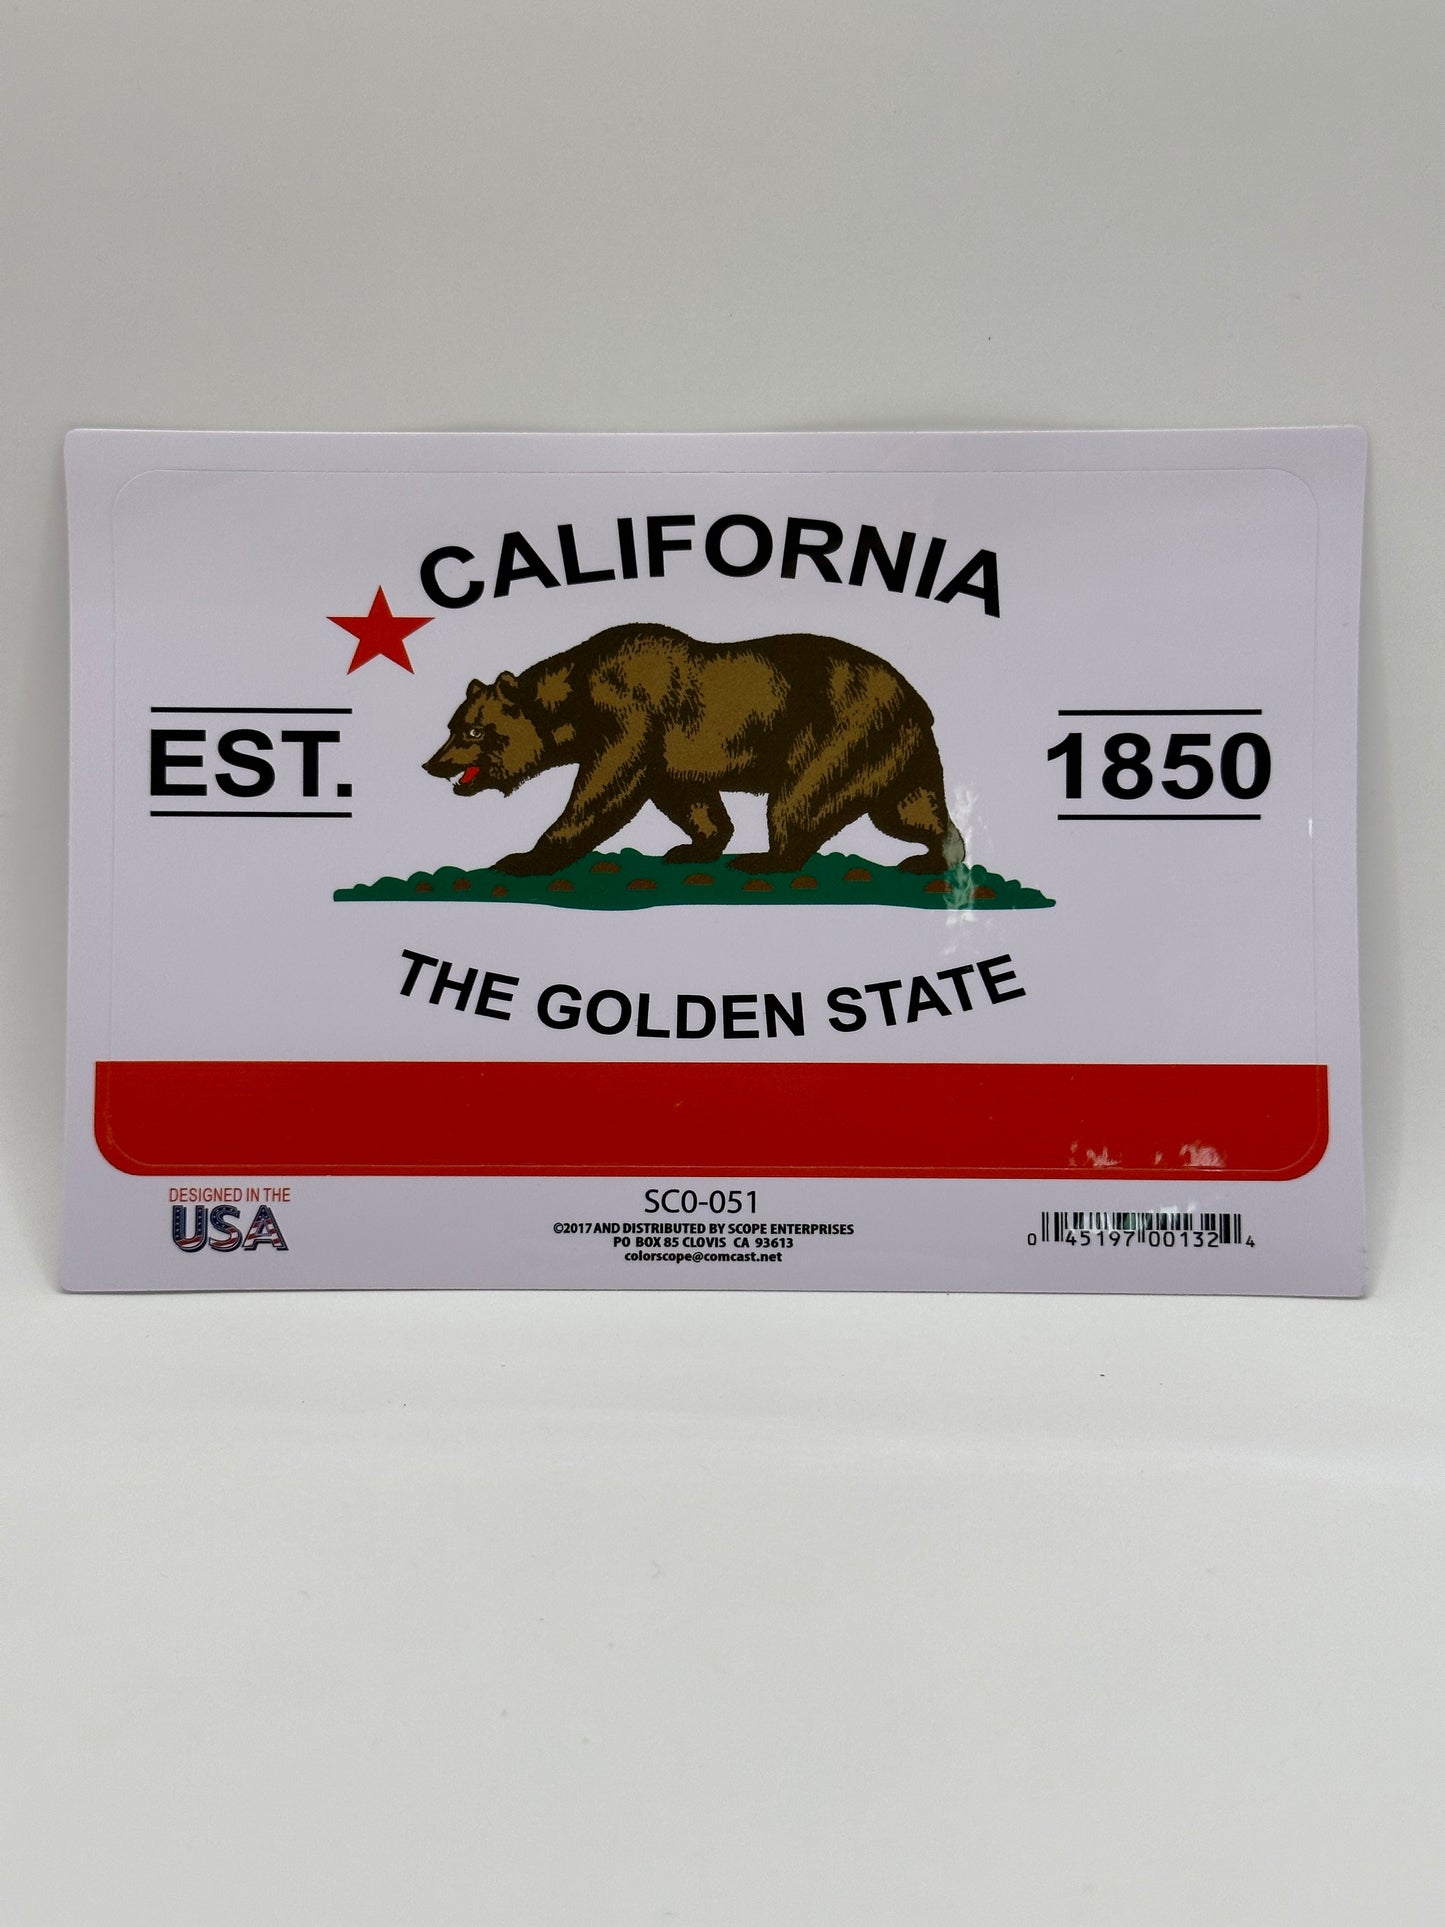 CALIFORNIA
EST.
1850
THE GOLDEN STATE
DESIGNED IN THE
USA
SC0-051
©2017 AND DISTRIBUTED BY SCOPE ENTERPRISES
PO BOX 85 CLOVIS CA 93613
colorscope@comcast.net
0 45197 00132 4